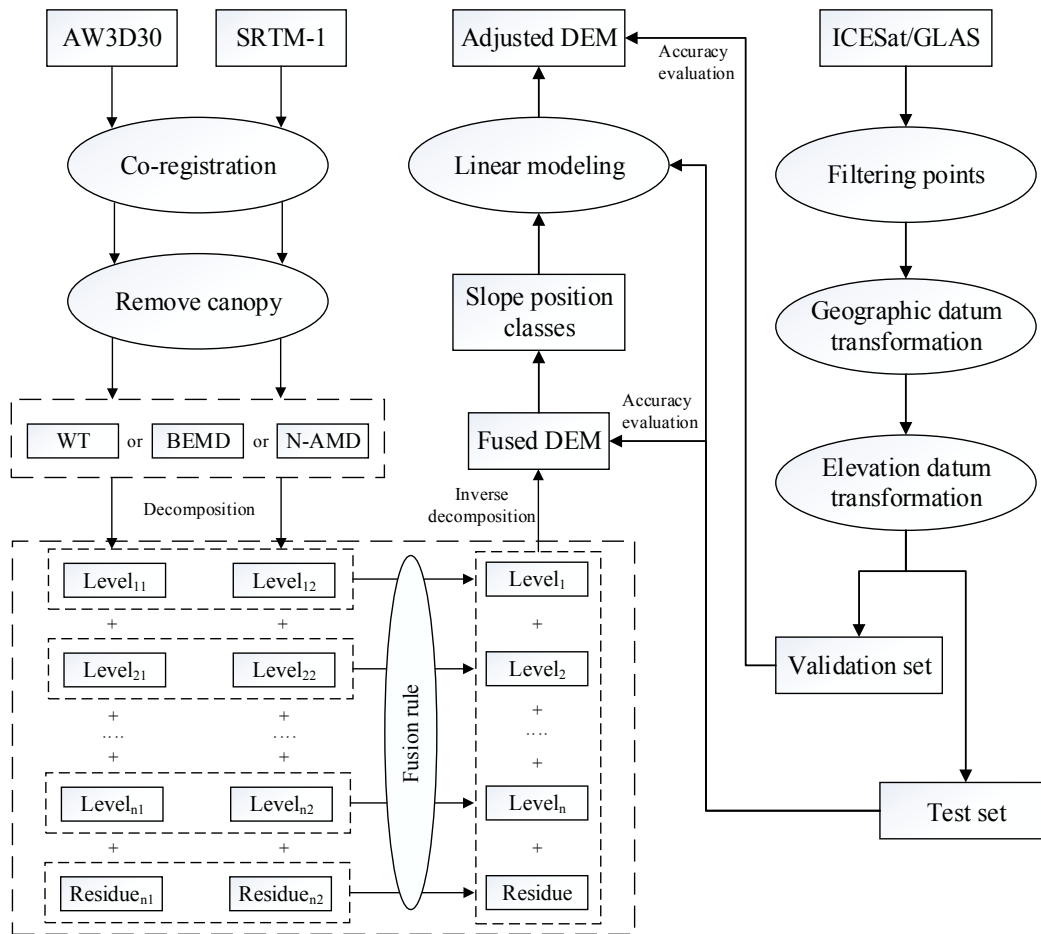 AW3D30
SRTM-1
Co-registration
Remove canopy
WT or BEMD or N-AMD
Decomposition
Level11
Level12
+
+
Level21
Level22
+
+
....
....
+
+
Leveln1
Leveln2
+
+
Residuen1
Residuen2
Fusion rule
Level1
+
Level2
+
....
+
Leveln
+
Residue
Inverse
decomposition
Fused DEM
Accuracy
evaluation
Slope position
classes
Linear modeling
Adjusted DEM
Accuracy
evaluation
ICESat/GLAS
Filtering points
Geographic datum
transformation
Elevation datum
transformation
Validation set
Test set